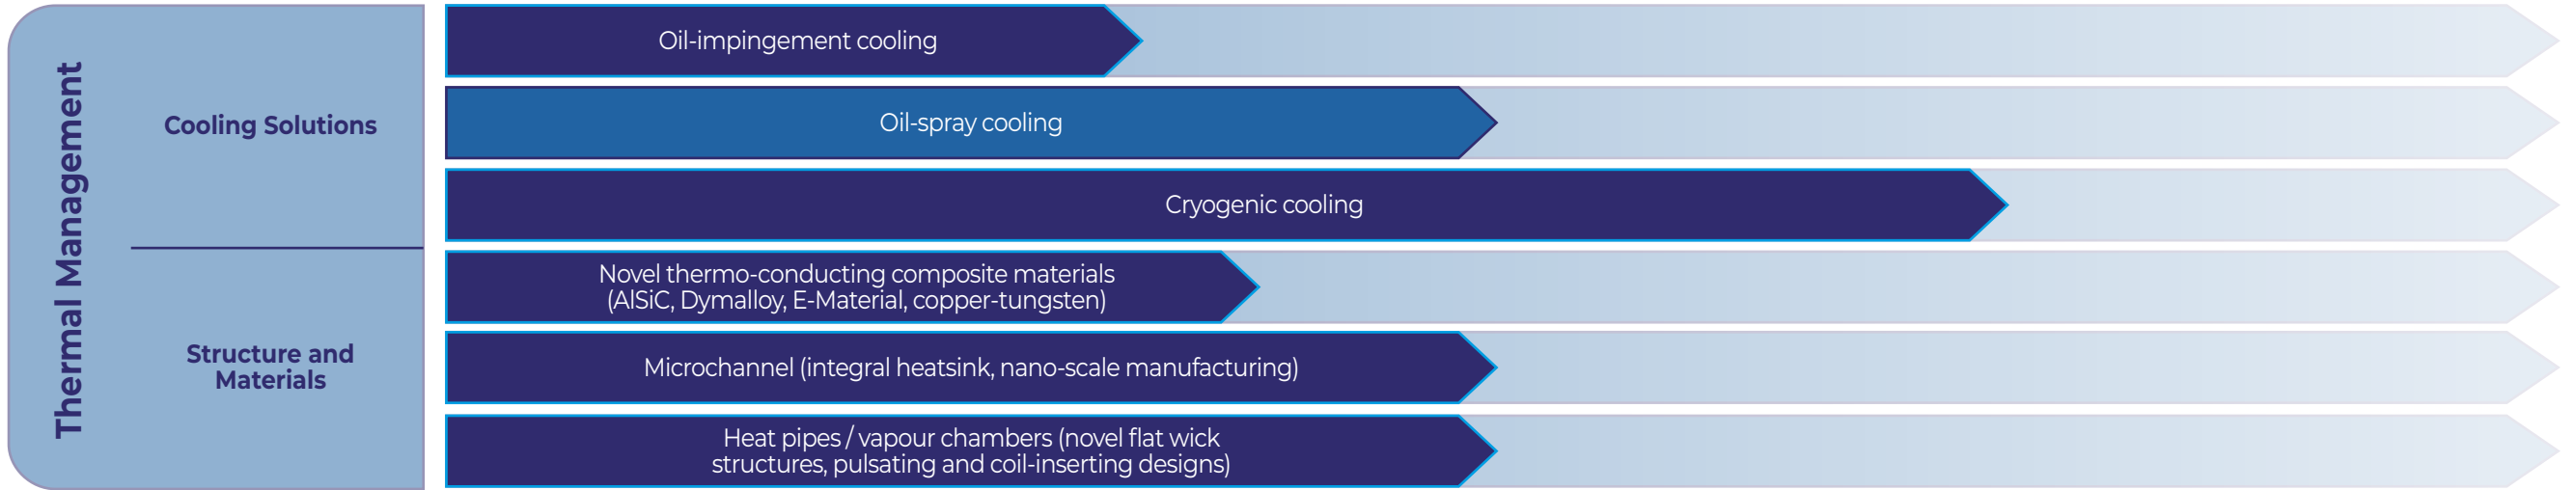 Thermal Management
Cooling Solutions
Oil-impingement cooling
Oil-spray cooling
Cryogenic cooling
Structure and
Materials
Novel thermo-conducting composite materials
(AlSiC, Dymalloy, E-Material, copper-tungsten)
Microchannel (integral heatsink, nano-scale manufacturing)
Heat pipes / vapour chambers (novel flat wick
structures, pulsating and coil-inserting designs)